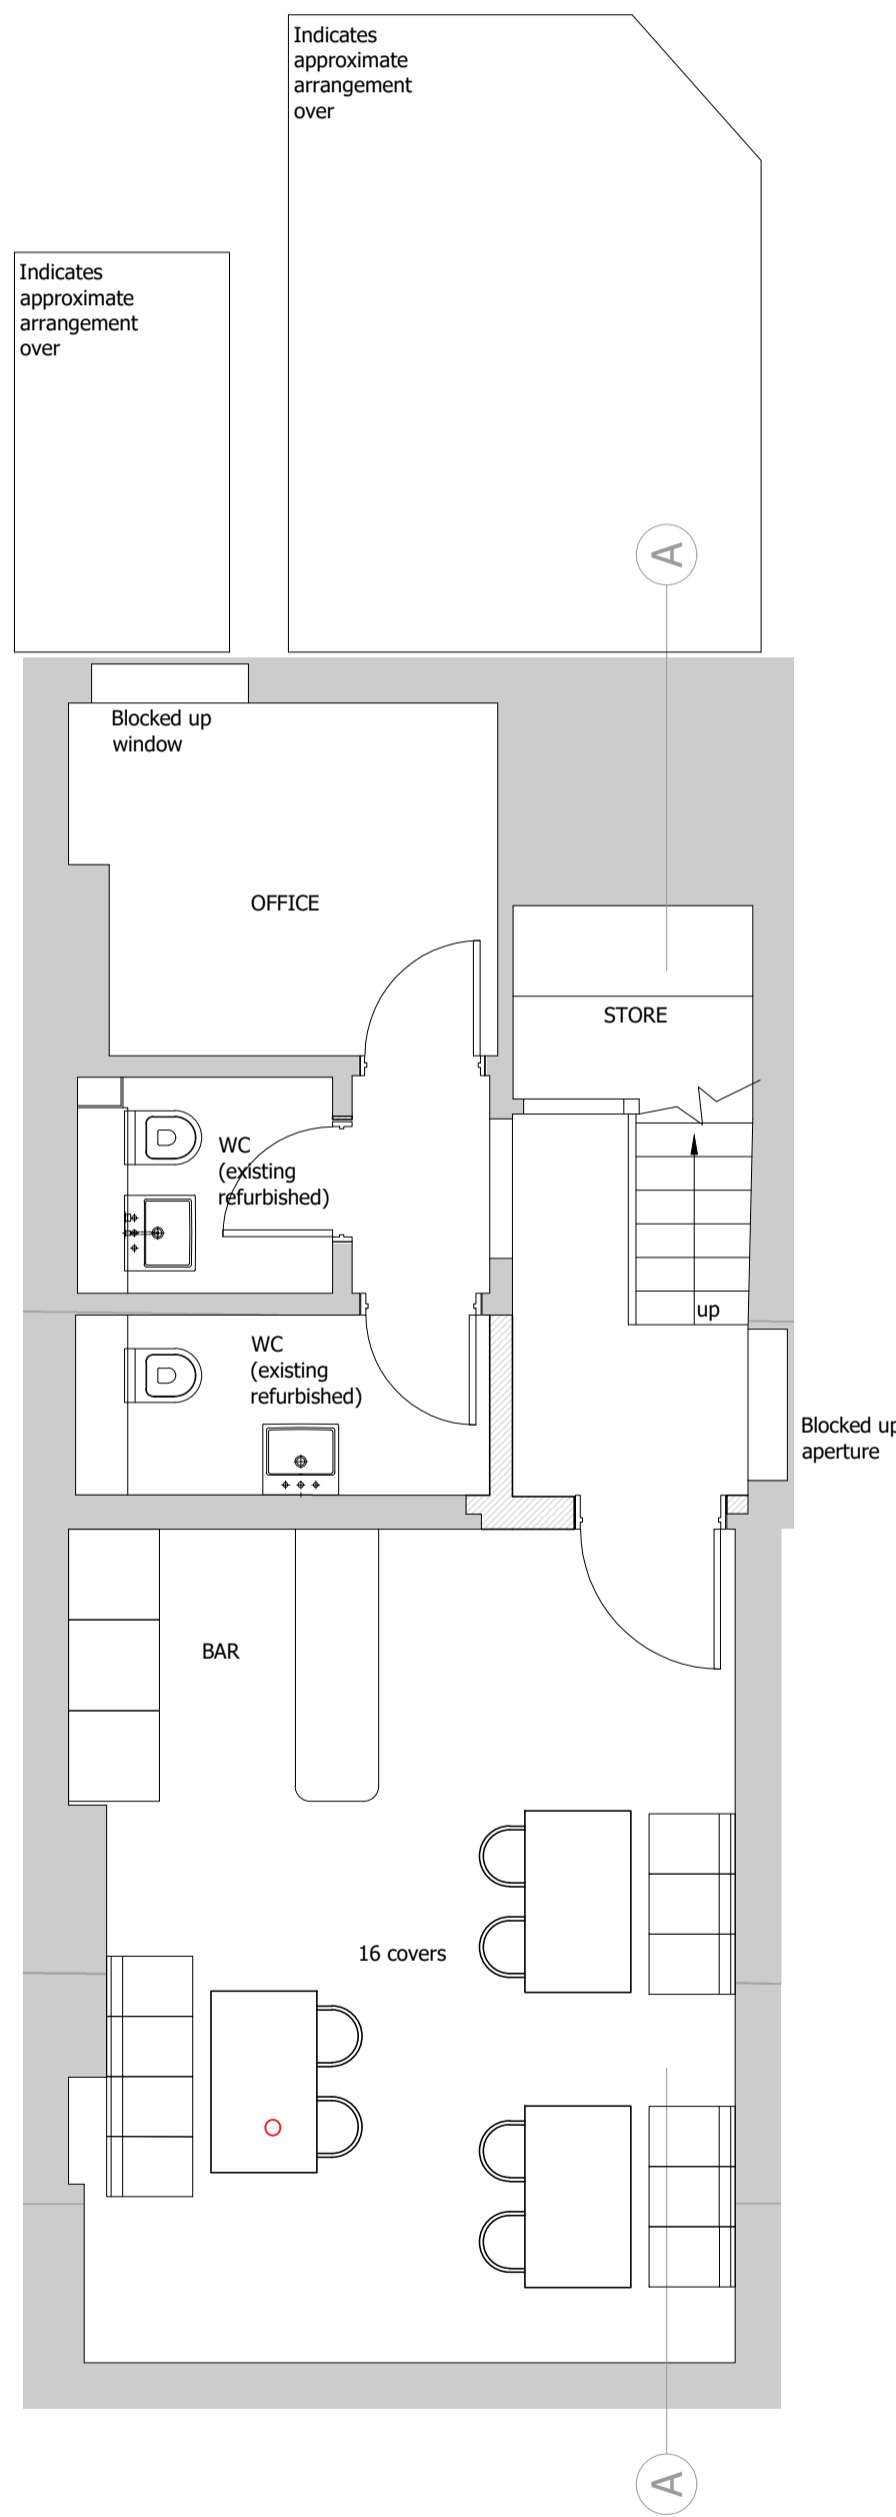 Indicates
approximate
arrangement
over
Indicates
approximate
arrangement
over
A
Blocked up
window
OFFICE
STORE
WC
(existing
refurbished)
up
WC
(existing
refurbished)
Blocked up
aperture
BAR
16 covers
A